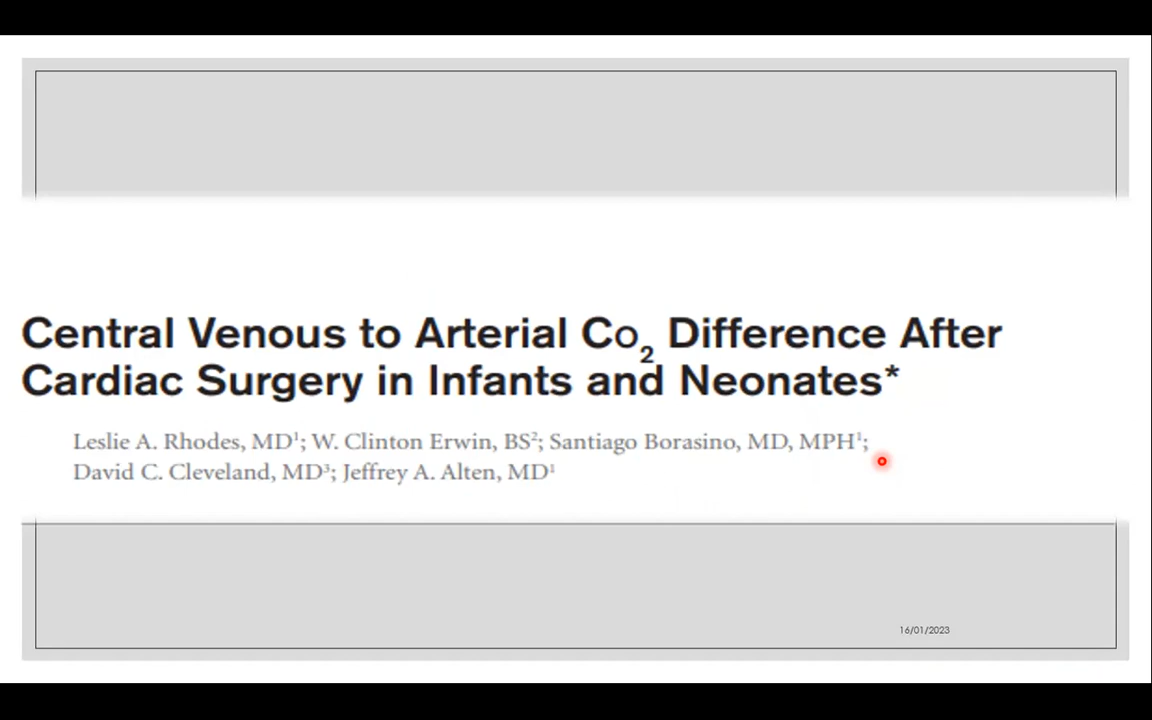 Central Venous to Arterial Co₂ Difference After
Cardiac Surgery in Infants and Neonates*
Leslie A. Rhodes, MD¹; W. Clinton Erwin, BS²; Santiago Borasino, MD, MPH¹;
David C. Cleveland, MD³; Jeffrey A. Alten, MD¹
16/01/2023